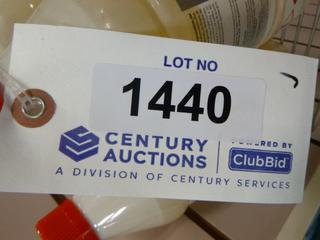 LOT NO
1440
CENTURY
AUCTIONS
POWERED BY
ClubBid
A DIVISION OF CENTURY SERVICES